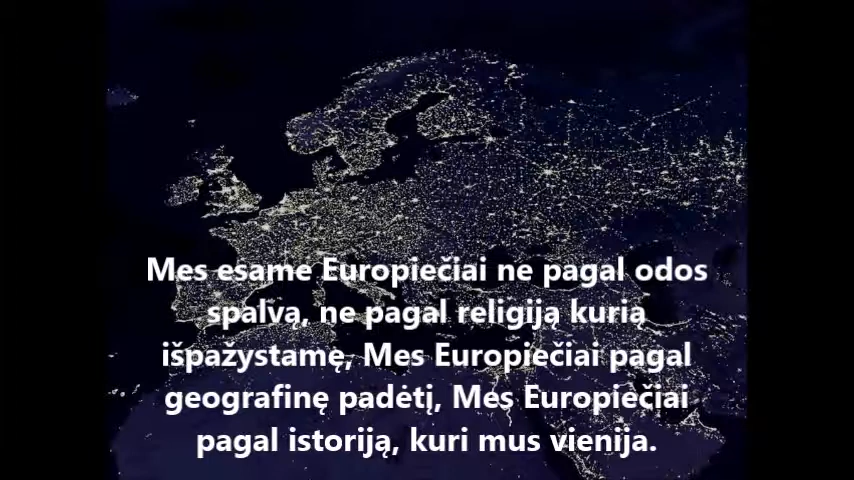 Mes esame Europiečiai ne pagal odos
spalvą, ne pagal religiją kurią
išpažystamę, Mes Europiečiai pagal
geografinę padėtį, Mes Europiečiai
pagal istoriją, kuri mus vienija.